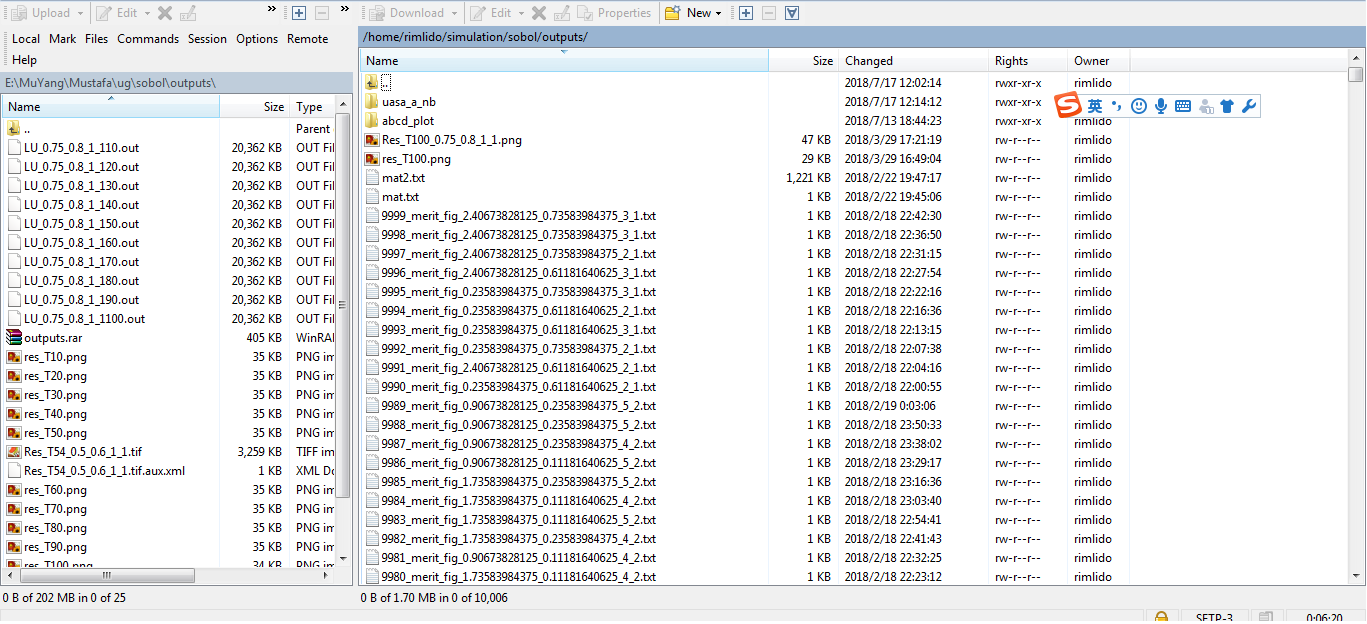 Upload Edit Download Edit Properties New
Local Mark Files Commands Session Options Remote
Help
E:\MuYang\Mustafa\ug\sobol\outputs\
Name Size Type
.. Parent
LU_0.75_0.8_1_110.out 20,362 KB OUT Fil
LU_0.75_0.8_1_120.out 20,362 KB OUT Fil
LU_0.75_0.8_1_130.out 20,362 KB OUT Fil
LU_0.75_0.8_1_140.out 20,362 KB OUT Fil
LU_0.75_0.8_1_150.out 20,362 KB OUT Fil
LU_0.75_0.8_1_160.out 20,362 KB OUT Fil
LU_0.75_0.8_1_170.out 20,362 KB OUT Fil
LU_0.75_0.8_1_180.out 20,362 KB OUT Fil
LU_0.75_0.8_1_190.out 20,362 KB OUT Fil
LU_0.75_0.8_1_1100.out 20,362 KB OUT Fil
outputs.rar 405 KB WinRA
res_T10.png 35 KB PNG im
res_T20.png 35 KB PNG im
res_T30.png 35 KB PNG im
res_T40.png 35 KB PNG im
res_T50.png 35 KB PNG im
Res_T54_0.5_0.6_1_1.tif 3,259 KB TIFF im
Res_T54_0.5_0.6_1_1.tif.aux.xml 1 KB XML Do
res_T60.png 35 KB PNG im
res_T70.png 35 KB PNG im
res_T80.png 35 KB PNG im
res_T90.png 35 KB PNG im
res_T100.png 34 KB PNG im
0 B of 202 MB in 0 of 25
/home/rimlido/simulation/sobol/outputs/
Name Size Changed Rights Owner
.. 2018/7/17 12:02:14 rwxr-xr-x rimlido
uasa_a_nb 2018/7/17 12:14:12 rwxr-xr-x
英
abcd_plot 2018/7/13 18:44:23 rwxr-xr-x rimlido
Res_T100_0.75_0.8_1_1.png 47 KB 2018/3/29 17:21:19 rw-r--r-- rimlido
res_T100.png 29 KB 2018/3/29 16:49:04 rw-r--r-- rimlido
mat2.txt 1,221 KB 2018/2/22 19:47:17 rw-r--r-- rimlido
mat.txt 1 KB 2018/2/22 19:45:06 rw-r--r-- rimlido
9999_merit_fig_2.40673828125_0.73583984375_3_1.txt 1 KB 2018/2/18 22:42:30 rw-r--r-- rimlido
9998_merit_fig_2.40673828125_0.73583984375_3_1.txt 1 KB 2018/2/18 22:36:50 rw-r--r-- rimlido
9997_merit_fig_2.40673828125_0.73583984375_2_1.txt 1 KB 2018/2/18 22:31:15 rw-r--r-- rimlido
9996_merit_fig_2.40673828125_0.61181640625_3_1.txt 1 KB 2018/2/18 22:27:54 rw-r--r-- rimlido
9995_merit_fig_0.23583984375_0.73583984375_3_1.txt 1 KB 2018/2/18 22:22:16 rw-r--r-- rimlido
9994_merit_fig_0.23583984375_0.61181640625_2_1.txt 1 KB 2018/2/18 22:16:36 rw-r--r-- rimlido
9993_merit_fig_0.23583984375_0.61181640625_3_1.txt 1 KB 2018/2/18 22:13:15 rw-r--r-- rimlido
9992_merit_fig_0.23583984375_0.73583984375_2_1.txt 1 KB 2018/2/18 22:07:38 rw-r--r-- rimlido
9991_merit_fig_2.40673828125_0.61181640625_2_1.txt 1 KB 2018/2/18 22:04:16 rw-r--r-- rimlido
9990_merit_fig_0.23583984375_0.61181640625_2_1.txt 1 KB 2018/2/18 22:00:55 rw-r--r-- rimlido
9989_merit_fig_0.90673828125_0.23583984375_5_2.txt 1 KB 2018/2/19 0:03:06 rw-r--r-- rimlido
9988_merit_fig_0.90673828125_0.23583984375_5_2.txt 1 KB 2018/2/18 23:50:33 rw-r--r-- rimlido
9987_merit_fig_0.90673828125_0.23583984375_4_2.txt 1 KB 2018/2/18 23:38:02 rw-r--r-- rimlido
9986_merit_fig_0.90673828125_0.11181640625_5_2.txt 1 KB 2018/2/18 23:29:17 rw-r--r-- rimlido
9985_merit_fig_1.73583984375_0.23583984375_5_2.txt 1 KB 2018/2/18 23:16:36 rw-r--r-- rimlido
9984_merit_fig_1.73583984375_0.11181640625_4_2.txt 1 KB 2018/2/18 23:03:40 rw-r--r-- rimlido
9983_merit_fig_1.73583984375_0.11181640625_5_2.txt 1 KB 2018/2/18 22:54:41 rw-r--r-- rimlido
9982_merit_fig_1.73583984375_0.23583984375_4_2.txt 1 KB 2018/2/18 22:41:43 rw-r--r-- rimlido
9981_merit_fig_0.90673828125_0.11181640625_4_2.txt 1 KB 2018/2/18 22:32:25 rw-r--r-- rimlido
9980_merit_fig_1.73583984375_0.11181640625_4_2.txt 1 KB 2018/2/18 22:23:12 rw-r--r-- rimlido
0 B of 1.70 MB in 0 of 10,006
SFTP-3 0:06:20